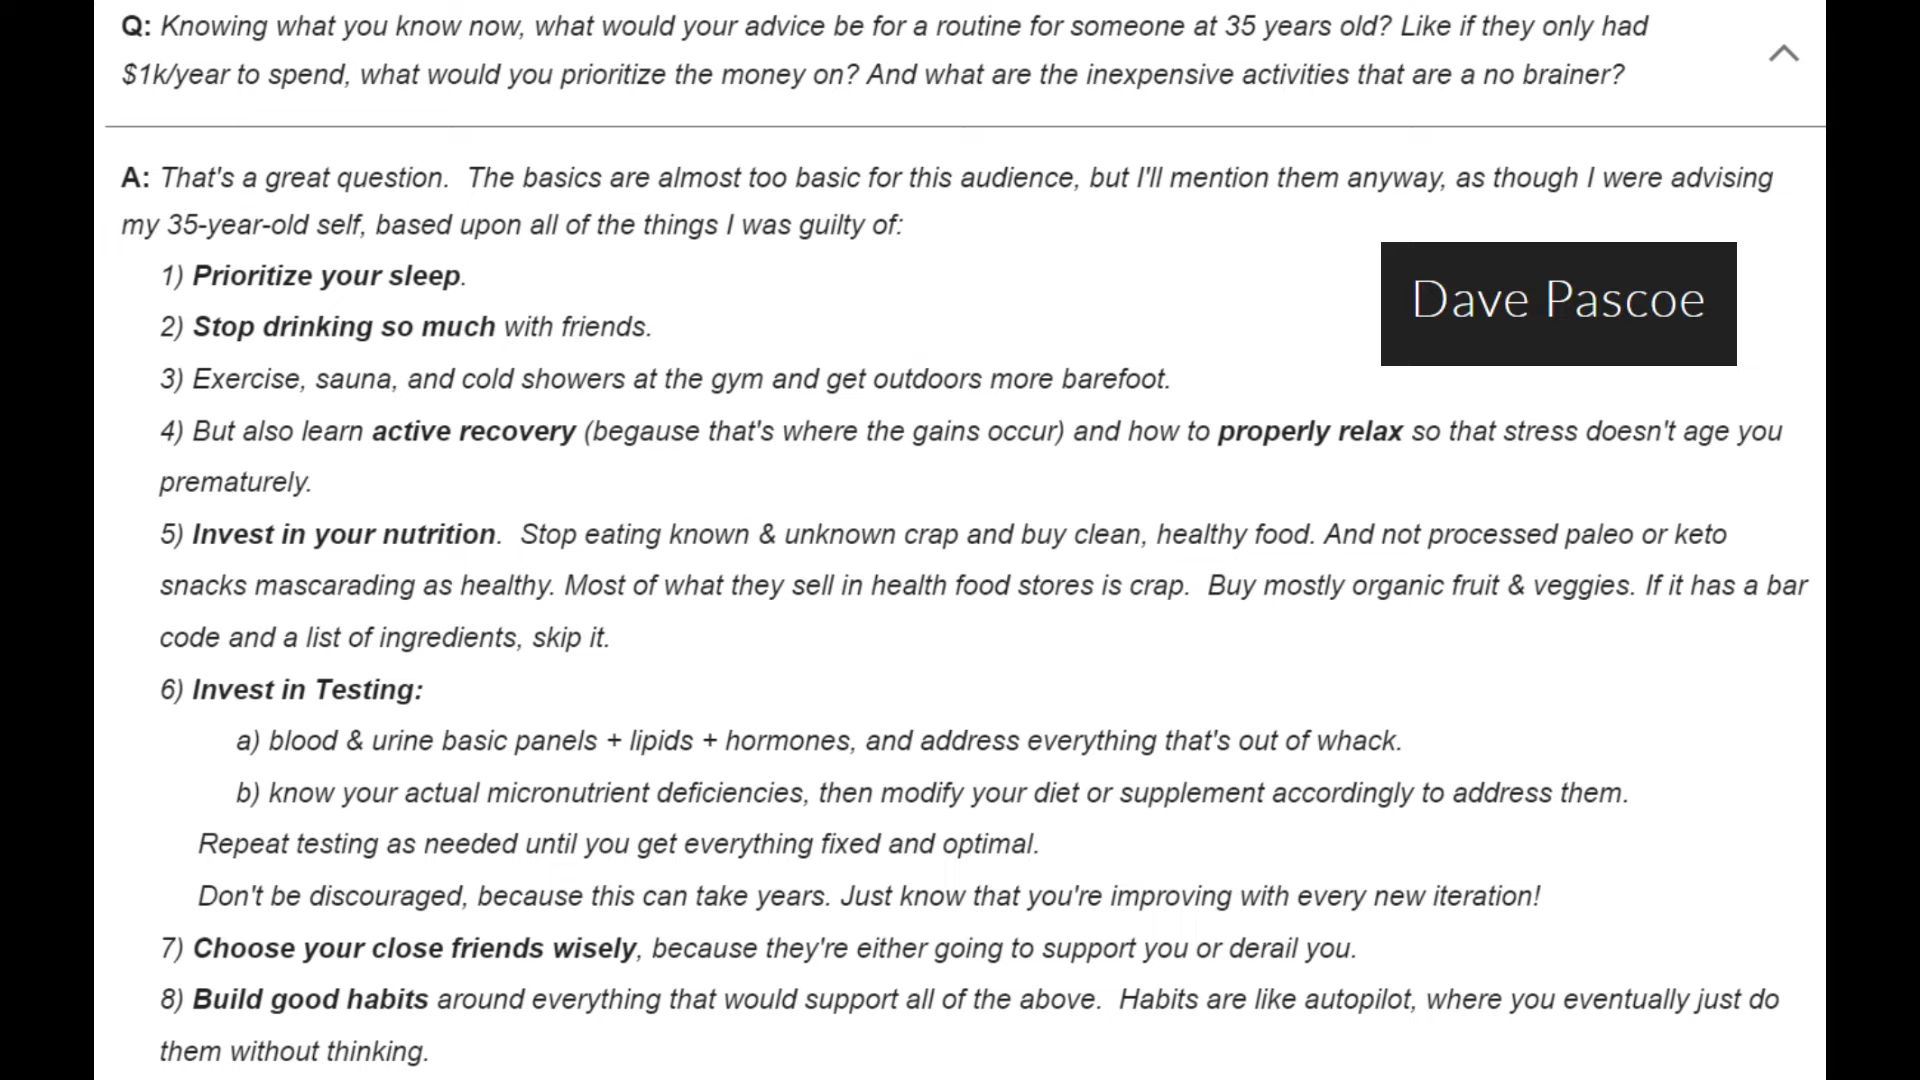 Q: Knowing what you know now, what would your advice be for a routine for someone at 35 years old? Like if they only had
$1k/year to spend, what would you prioritize the money on? And what are the inexpensive activities that are a no brainer?
A: That's a great question.  The basics are almost too basic for this audience, but I'll mention them anyway, as though I were advising
my 35-year-old self, based upon all of the things I was guilty of:
1) Prioritize your sleep.
Dave Pascoe
2) Stop drinking so much with friends.
3) Exercise, sauna, and cold showers at the gym and get outdoors more barefoot.
4) But also learn active recovery (begause that's where the gains occur) and how to properly relax so that stress doesn't age you
prematurely.
5) Invest in your nutrition.  Stop eating known & unknown crap and buy clean, healthy food. And not processed paleo or keto
snacks mascarading as healthy. Most of what they sell in health food stores is crap.  Buy mostly organic fruit & veggies. If it has a bar
code and a list of ingredients, skip it.
6) Invest in Testing:
a) blood & urine basic panels + lipids + hormones, and address everything that's out of whack.
b) know your actual micronutrient deficiencies, then modify your diet or supplement accordingly to address them.
Repeat testing as needed until you get everything fixed and optimal.
Don't be discouraged, because this can take years. Just know that you're improving with every new iteration!
7) Choose your close friends wisely, because they're either going to support you or derail you.
8) Build good habits around everything that would support all of the above.  Habits are like autopilot, where you eventually just do
them without thinking.